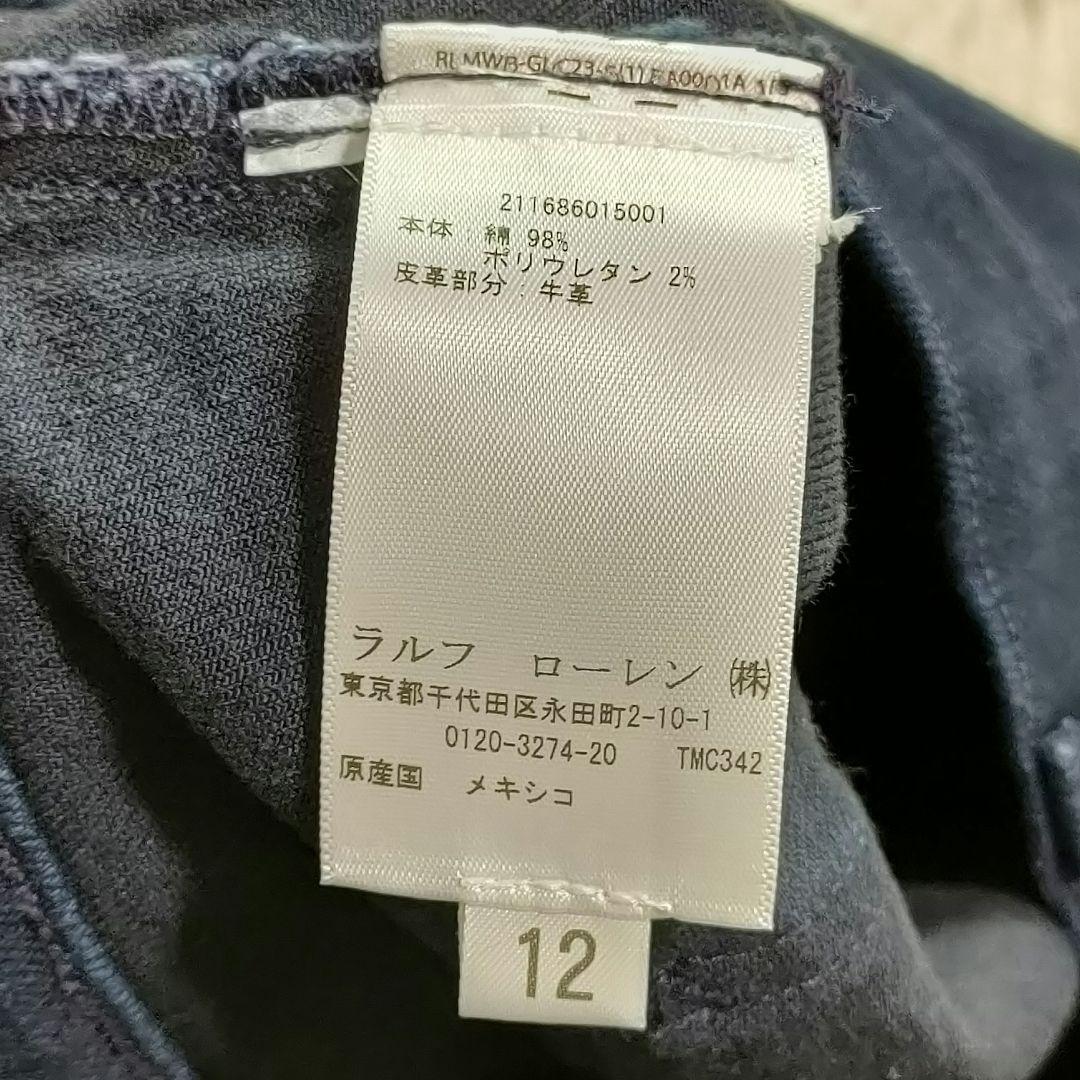 211686015001
本体：綿 98%
ポリウレタン 2%
皮革部分：牛革
ラルフ ローレン ㈱
東京都千代田区永田町2-10-1
0120-3274-20 TMC342
原産国 メキシコ
12